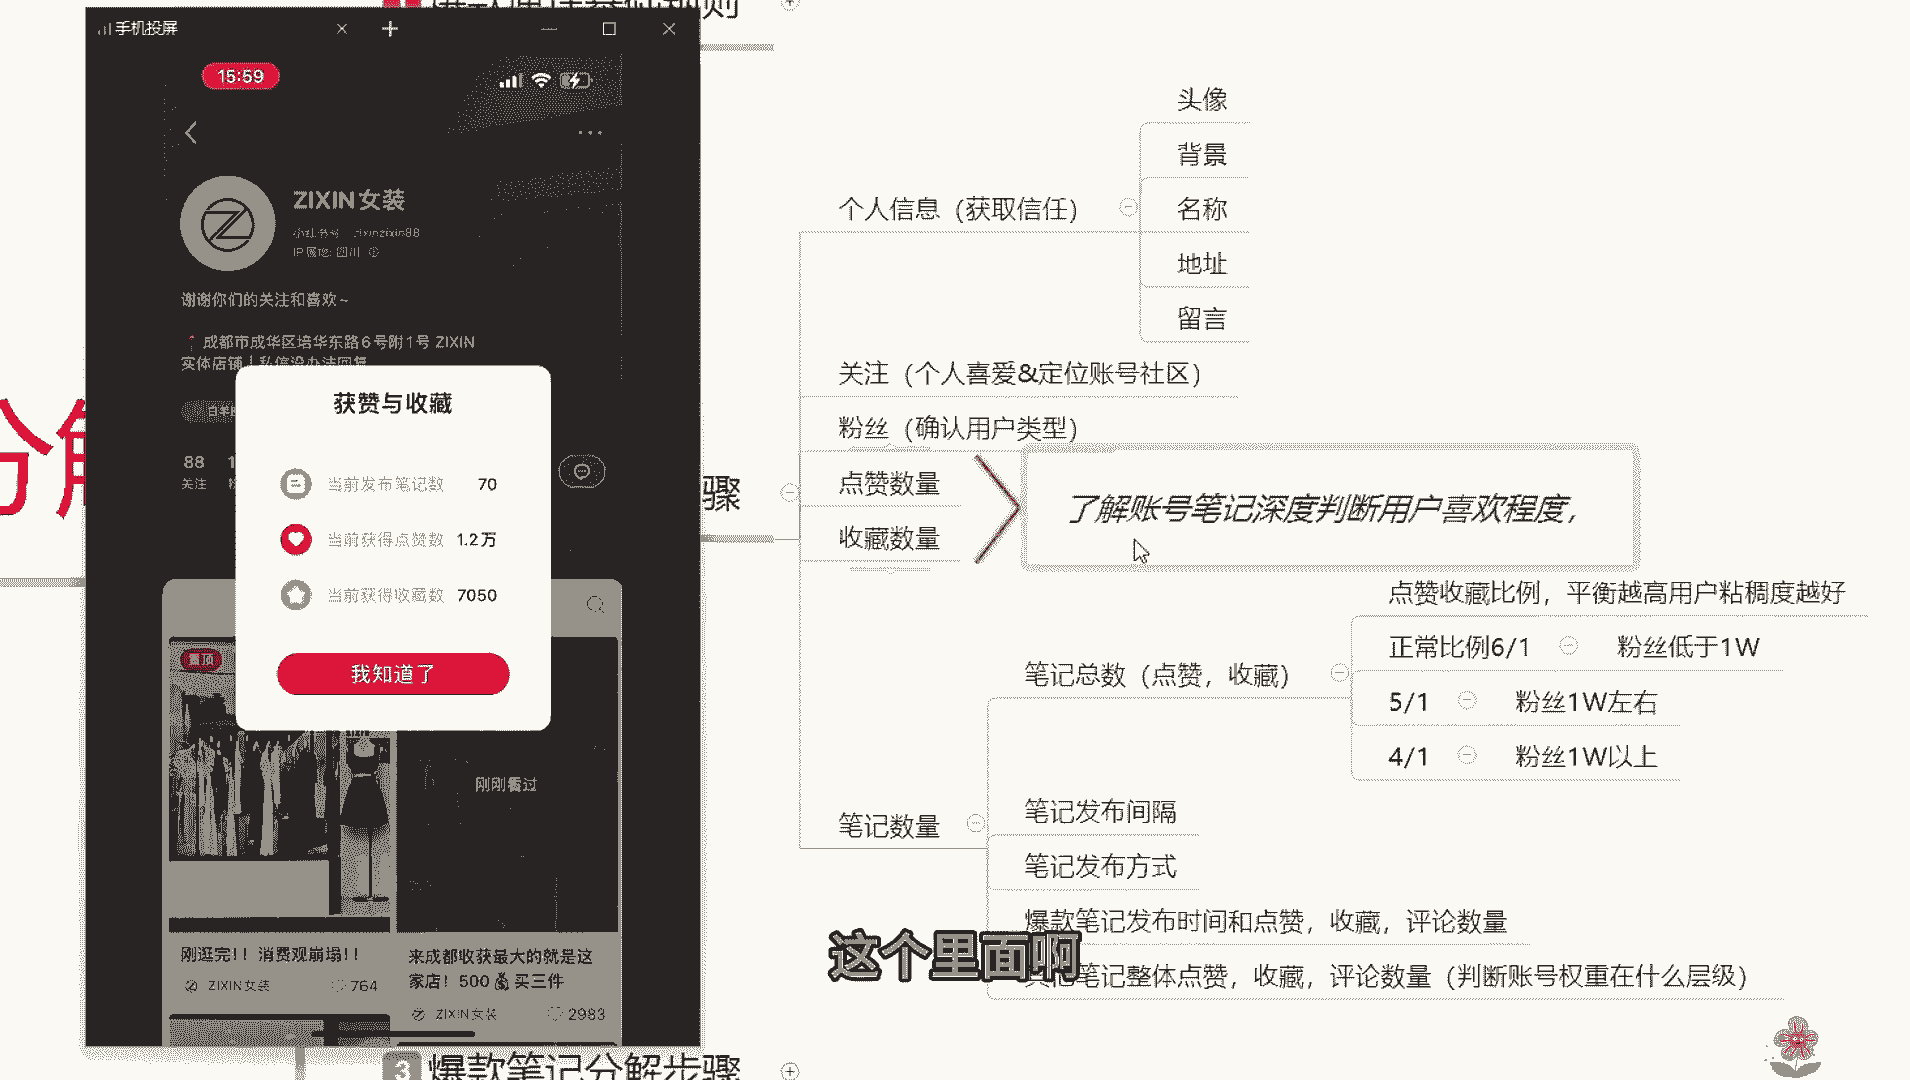 手机投屏
15:59
ZIXIN女装
小红书号：zixinzixin88
IP属地：四川
谢谢你们的关注和喜欢~
成都市成华区培华东路6号附1号 ZIXIN
实体店铺｜私信没办法回复
88
关注
获赞与收藏
当前发布笔记数 70
当前获得点赞数 1.2万
当前获得收藏数 7050
我知道了
置顶
刚刚看过
刚逛完!! 消费观崩塌!!
ZIXIN女装 764
来成都收获最大的就是这
家店! 500💰买三件
ZIXIN女装 2983
骤
个人信息（获取信任）
头像
背景
名称
地址
留言
关注（个人喜爱&定位账号社区）
粉丝（确认用户类型）
点赞数量
收藏数量
了解账号笔记深度判断用户喜欢程度，
笔记数量
笔记总数（点赞，收藏）
点赞收藏比例，平衡越高用户粘稠度越好
正常比例6/1 粉丝低于1W
5/1 粉丝1W左右
4/1 粉丝1W以上
笔记发布间隔
笔记发布方式
爆款笔记发布时间和点赞，收藏，评论数量
笔记整体点赞，收藏，评论数量（判断账号权重在什么层级）
这个里面啊
3 爆款笔记分解步骤